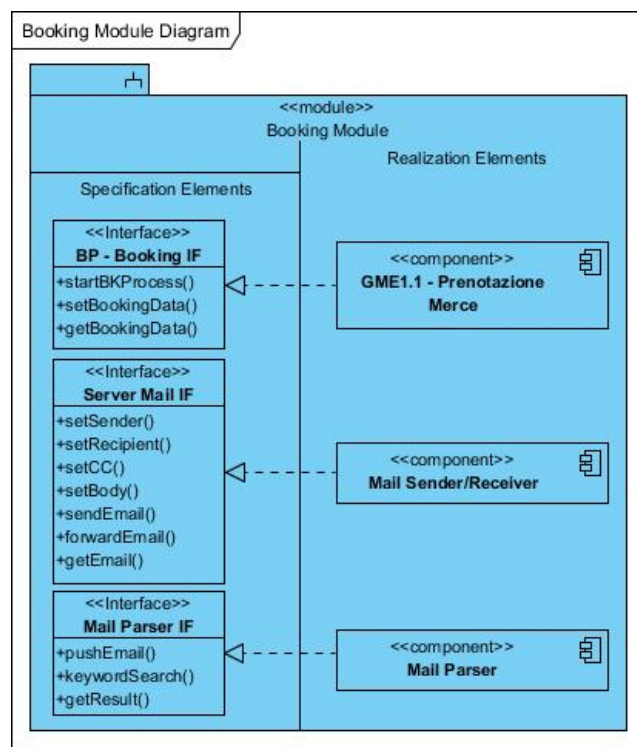 Booking Module Diagram
<<module>>
Booking Module
Specification Elements
Realization Elements
<<Interface>>
BP - Booking IF
+startBKProcess()
+setBookingData()
+getBookingData()
<<component>>
GME1.1 - Prenotazione
Merce
<<Interface>>
Server Mail IF
+setSender()
+setRecipient()
+setCC()
+setBody()
+sendEmail()
+forwardEmail()
+getEmail()
<<component>>
Mail Sender/Receiver
<<Interface>>
Mail Parser IF
+pushEmail()
+keywordSearch()
+getResult()
<<component>>
Mail Parser